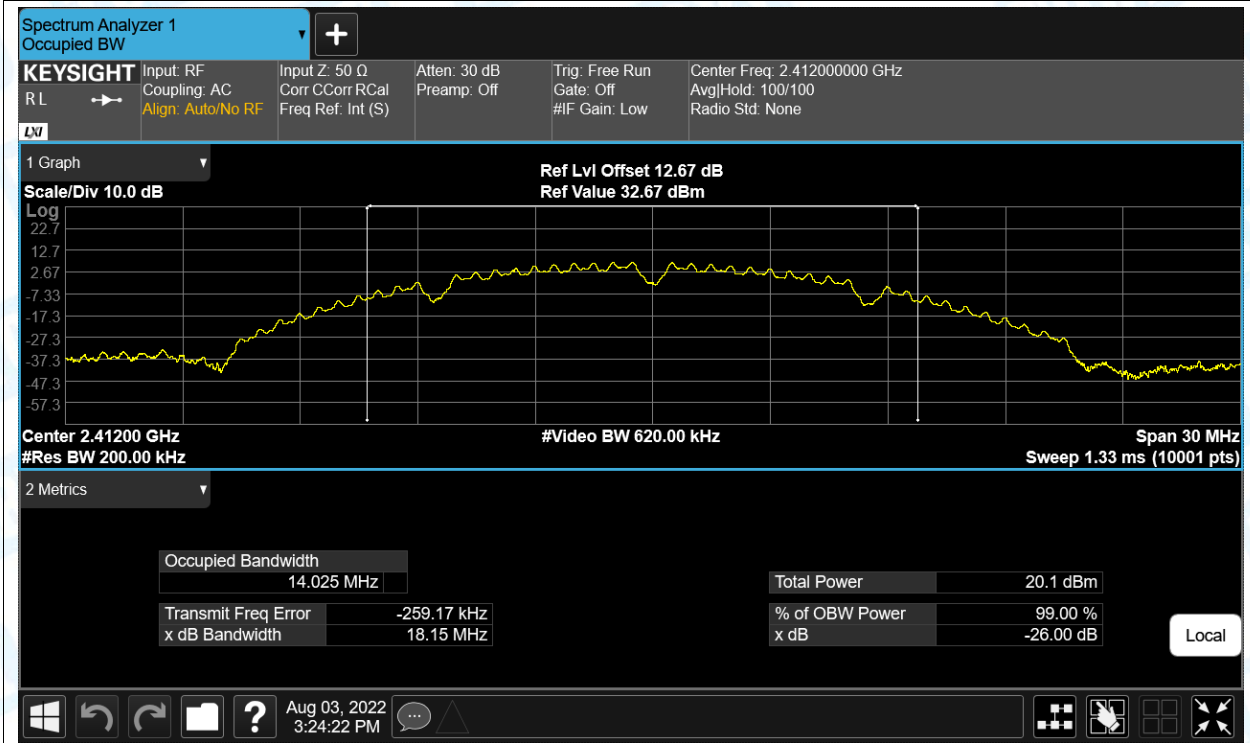 Spectrum Analyzer 1
Occupied BW
KEYSIGHT
R L
LXI
Input: RF
Coupling: AC
Align: Auto/No RF
Input Z: 50 Ω
Corr CCorr RCal
Freq Ref: Int (S)
Atten: 30 dB
Preamp: Off
Trig: Free Run
Gate: Off
#IF Gain: Low
Center Freq: 2.412000000 GHz
Avg|Hold: 100/100
Radio Std: None
1 Graph
Scale/Div 10.0 dB
Ref Lvl Offset 12.67 dB
Ref Value 32.67 dBm
Log
22.7
12.7
2.67
-7.33
-17.3
-27.3
-37.3
-47.3
-57.3
Center 2.41200 GHz
#Res BW 200.00 kHz
#Video BW 620.00 kHz
Span 30 MHz
Sweep 1.33 ms (10001 pts)
2 Metrics
Occupied Bandwidth
14.025 MHz
Transmit Freq Error -259.17 kHz
x dB Bandwidth 18.15 MHz
Total Power 20.1 dBm
% of OBW Power 99.00 %
x dB -26.00 dB
Local
?
Aug 03, 2022
3:24:22 PM